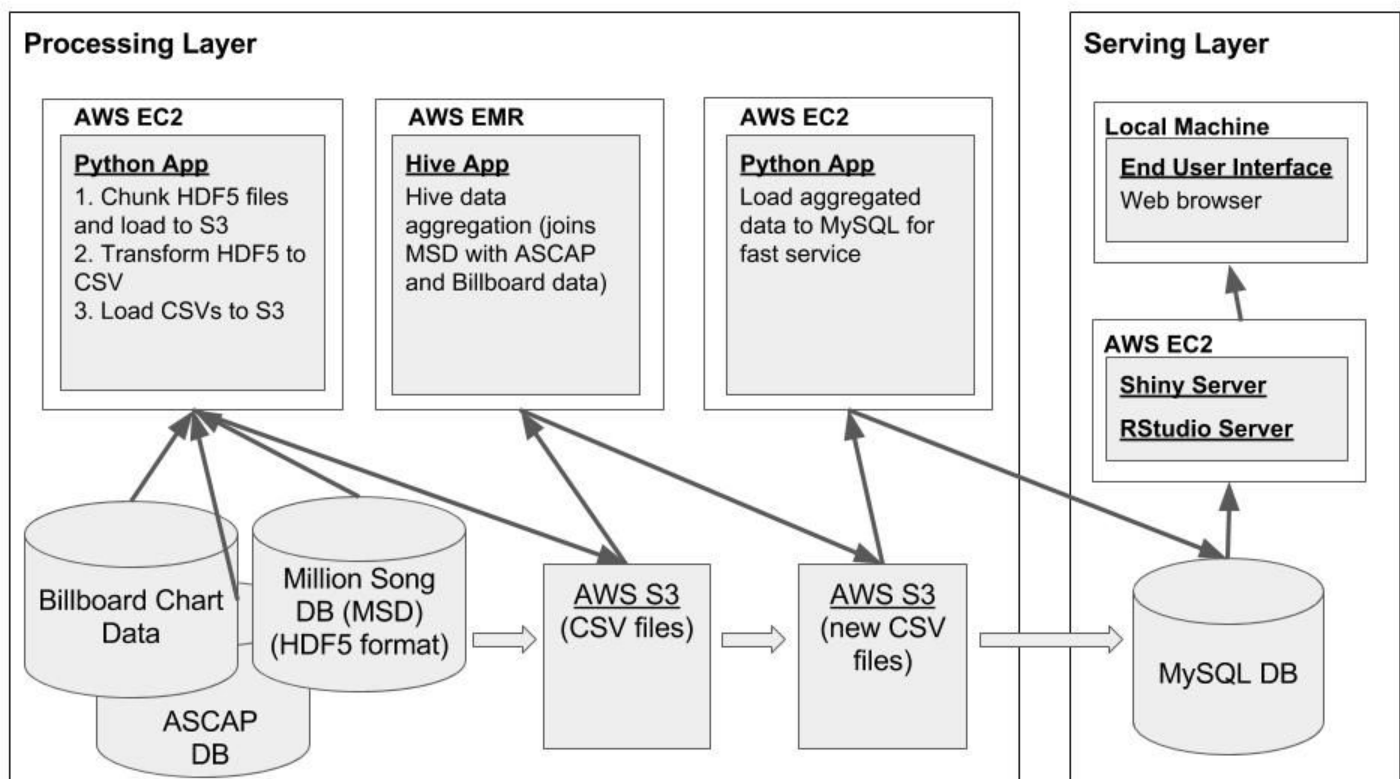 Processing Layer
AWS EC2
Python App
1. Chunk HDF5 files
and load to S3
2. Transform HDF5 to
CSV
3. Load CSVs to S3
AWS EMR
Hive App
Hive data
aggregation (joins
MSD with ASCAP
and Billboard data)
AWS EC2
Python App
Load aggregated
data to MySQL for
fast service
Billboard Chart
Data
Million Song
DB (MSD)
(HDF5 format)
ASCAP
DB
AWS S3
(CSV files)
AWS S3
(new CSV
files)
Serving Layer
Local Machine
End User Interface
Web browser
AWS EC2
Shiny Server
RStudio Server
MySQL DB